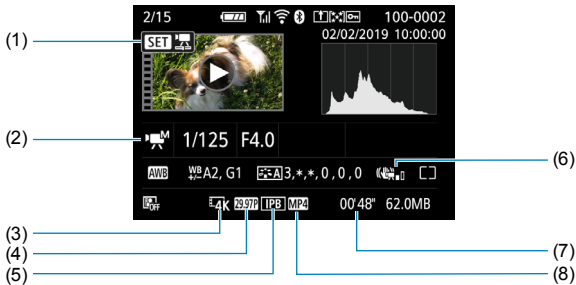 2/15 100-0002
(1) SET 02/02/2019 10:00:00
(2) M 1/125 F4.0
AWB WB +/- A2, G1 A 3,*,*,0,0,0 (6)
OFF 4K 29.97P IPB MP4 00'48" 62.0MB
(3)
(4)
(5)
(7)
(8)